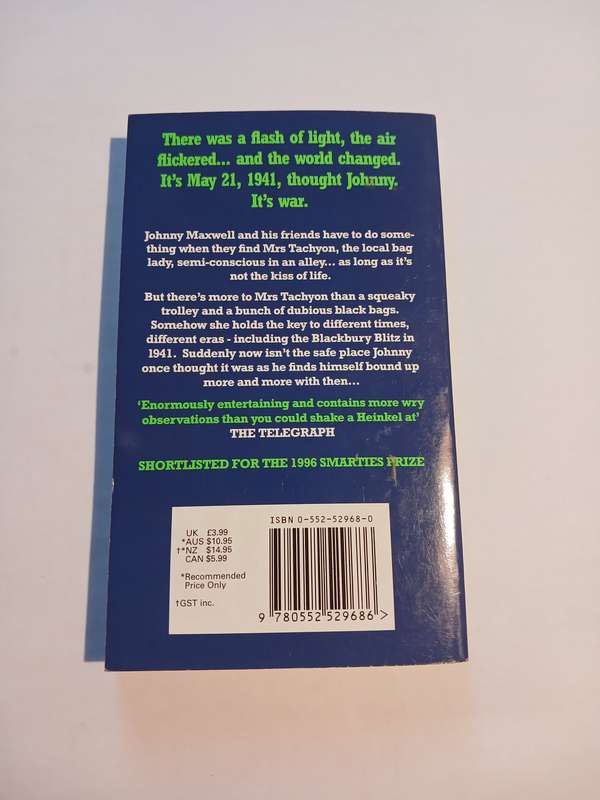 There was a flash of light, the air
flickered... and the world changed.
It's May 21, 1941, thought Johnny.
It's war.
Johnny Maxwell and his friends have to do some-
thing when they find Mrs Tachyon, the local bag
lady, semi-conscious in an alley... as long as it's
not the kiss of life.
But there's more to Mrs Tachyon than a squeaky
trolley and a bunch of dubious black bags.
Somehow she holds the key to different times,
different eras - including the Blackbury Blitz in
1941. Suddenly now isn't the safe place Johnny
once thought it was as he finds himself bound up
more and more with then...
'Enormously entertaining and contains more wry
observations than you could shake a Heinkel at'
THE TELEGRAPH
SHORTLISTED FOR THE 1996 SMARTIES PRIZE
UK £3.99
*AUS $10.95
†*NZ $14.95
CAN $5.99
*Recommended
Price Only
†GST inc.
ISBN 0-552-52968-0
9 780552 529686 >